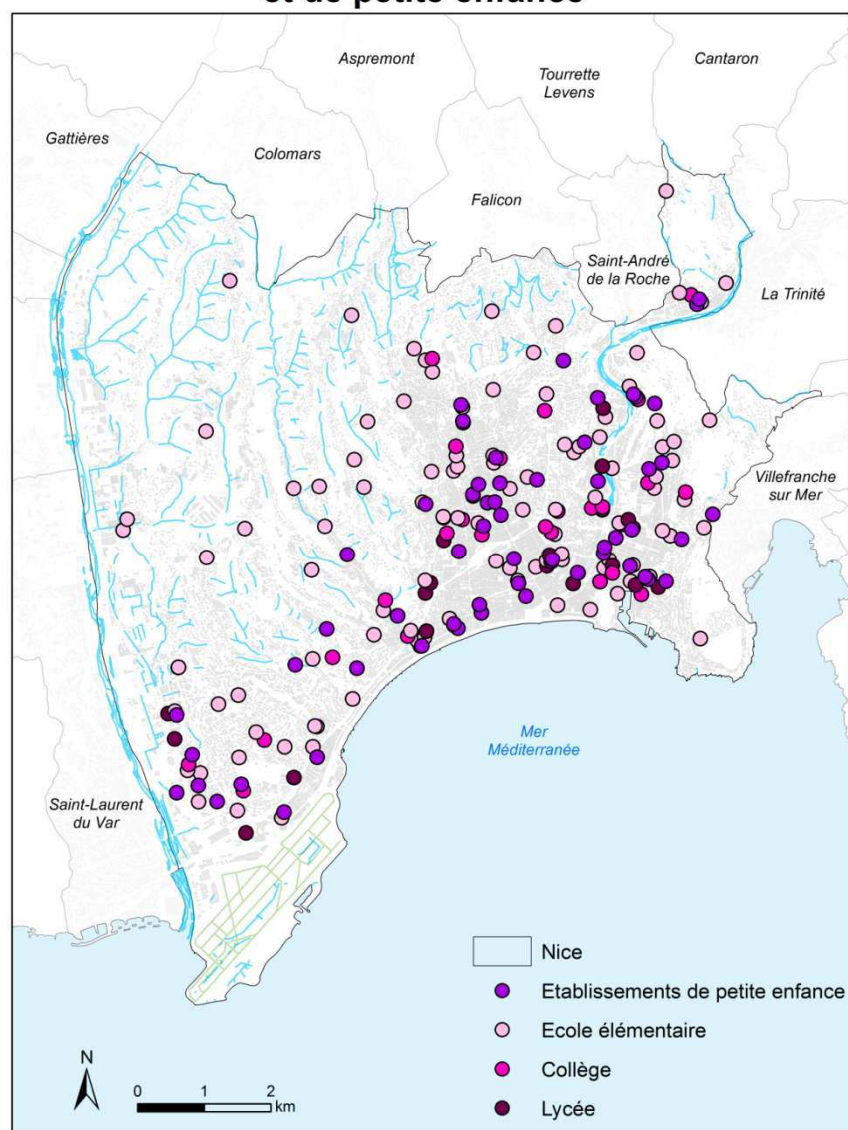 et de petite enfance
Aspremont
Tourrette
Levens
Cantaron
Gattières
Colomars
Falicon
Saint-André
de la Roche
La Trinité
Villefranche
sur Mer
Mer
Méditerranée
Saint-Laurent
du Var
Nice
Etablissements de petite enfance
Ecole élémentaire
Collège
Lycée
N
0 1 2
km